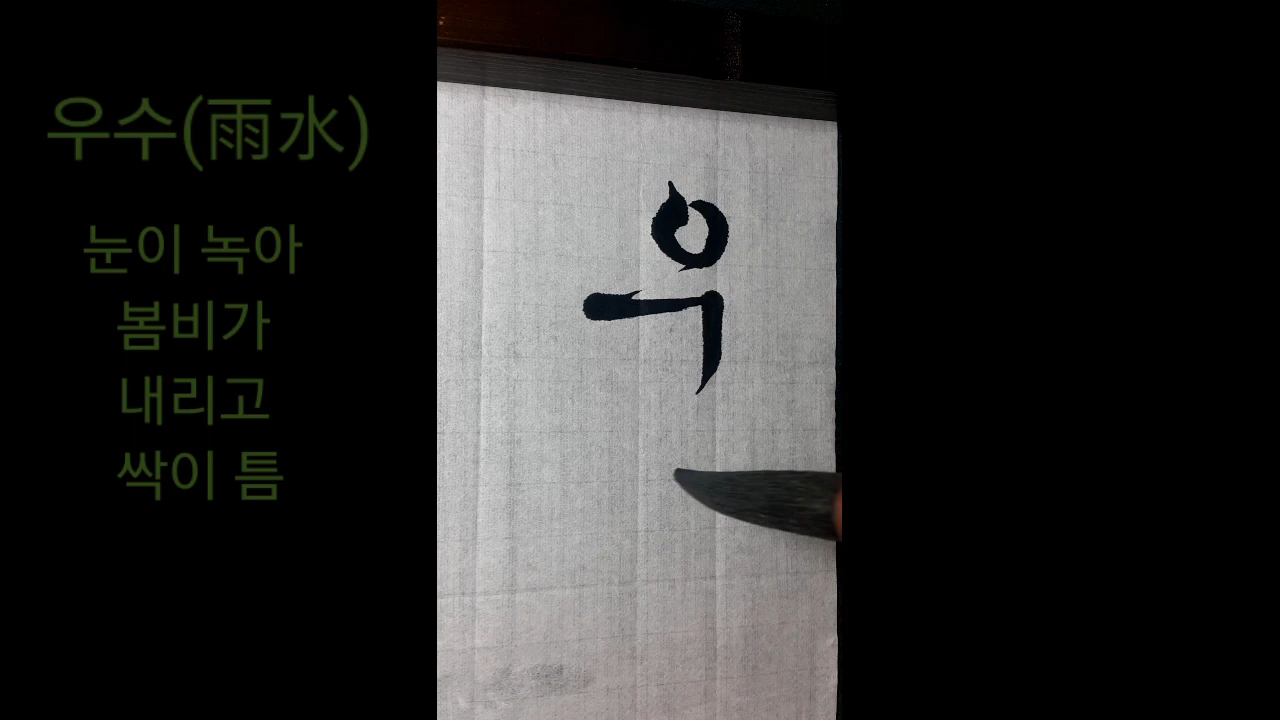 우수(雨水)
눈이 녹아
봄비가
내리고
싹이 틈
우